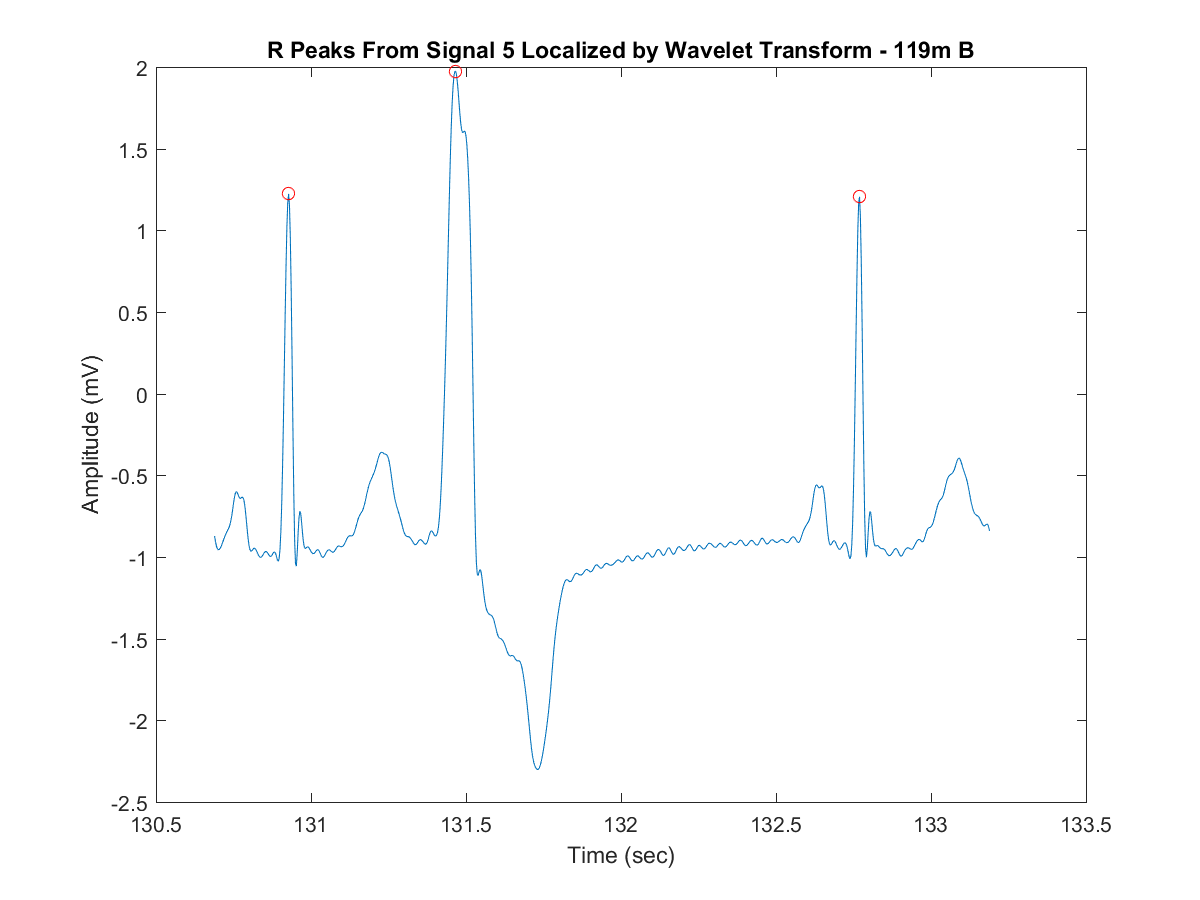 R Peaks From Signal 5 Localized by Wavelet Transform - 119m B
2
1.5
1
0.5
0
-0.5
-1
-1.5
-2
-2.5
Amplitude (mV)
130.5 131 131.5 132 132.5 133 133.5
Time (sec)